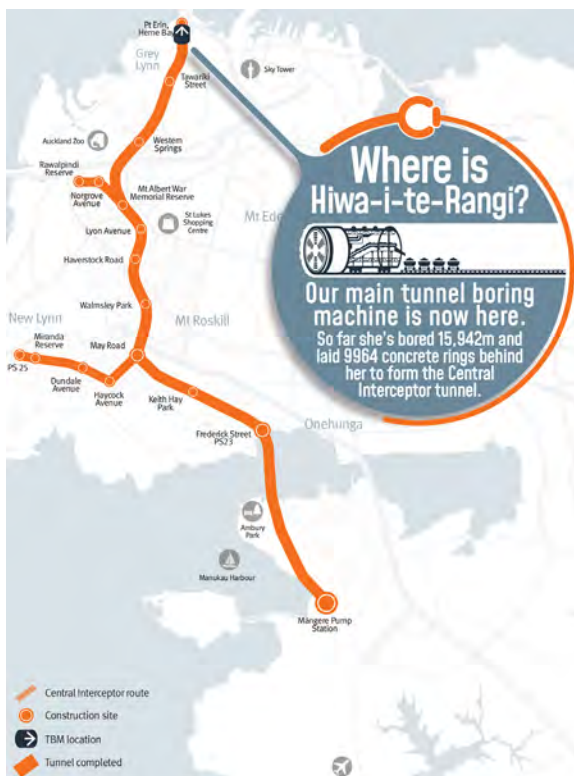 Pt Erin,
Herne Bay
Grey
Lynn
Tawariki
Street
Sky Tower
Auckland Zoo
Western
Springs
Rawalpindi
Reserve
Norgrove
Avenue
Mt Albert War
Memorial Reserve
Lyon Avenue
St Lukes
Shopping
Centre
Mt Ede
Haverstock Road
Walmsley Park
New Lynn
Mt Roskill
Miranda
Reserve
May Road
PS 25
Dundale
Avenue
Haycock
Avenue
Keith Hay
Park
Frederick Street
PS23
Onehunga
Ambury
Park
Manukau Harbour
Māngere Pump
Station
Where is
Hiwa-i-te-Rangi?
Our main tunnel boring
machine is now here.
So far she's bored 15,942m and
laid 9964 concrete rings behind
her to form the Central
Interceptor tunnel.
Central Interceptor route
Construction site
TBM location
Tunnel completed